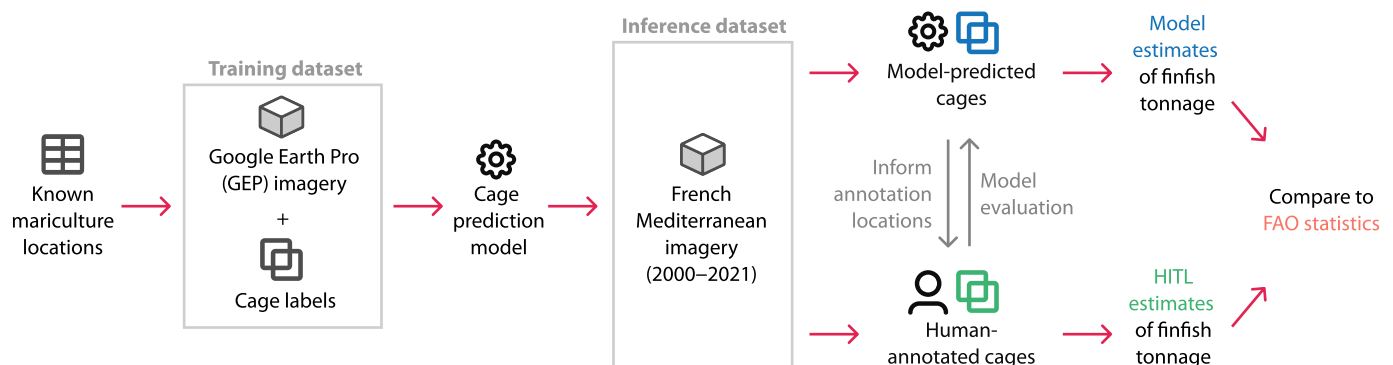 Known
mariculture
locations
Training dataset
Google Earth Pro
(GEP) imagery
+
Cage labels
Cage
prediction
model
Inference dataset
French
Mediterranean
imagery
(2000–2021)
Model-predicted
cages
Inform
annotation
locations
Model
evaluation
Human-
annotated cages
Model
estimates
of finfish
tonnage
HITL
estimates
of finfish
tonnage
Compare to
FAO statistics